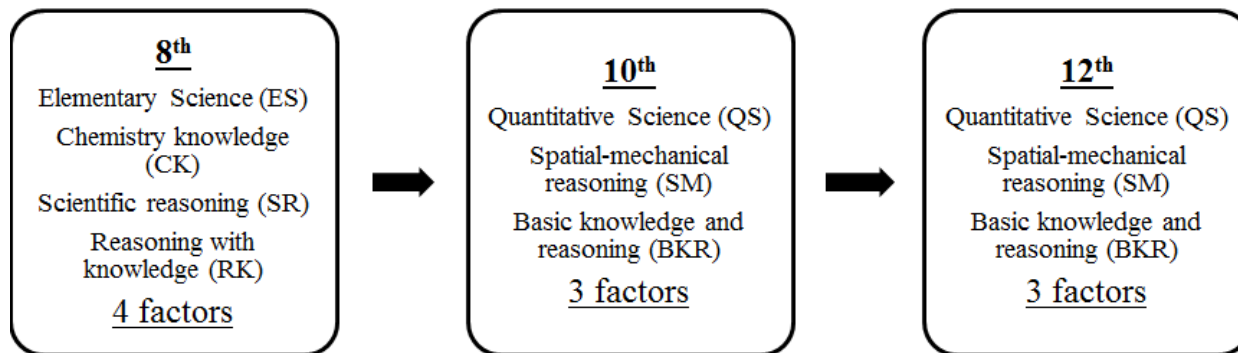 8th
Elementary Science (ES)
Chemistry knowledge
(CK)
Scientific reasoning (SR)
Reasoning with
knowledge (RK)
4 factors
10th
Quantitative Science (QS)
Spatial-mechanical
reasoning (SM)
Basic knowledge and
reasoning (BKR)
3 factors
12th
Quantitative Science (QS)
Spatial-mechanical
reasoning (SM)
Basic knowledge and
reasoning (BKR)
3 factors